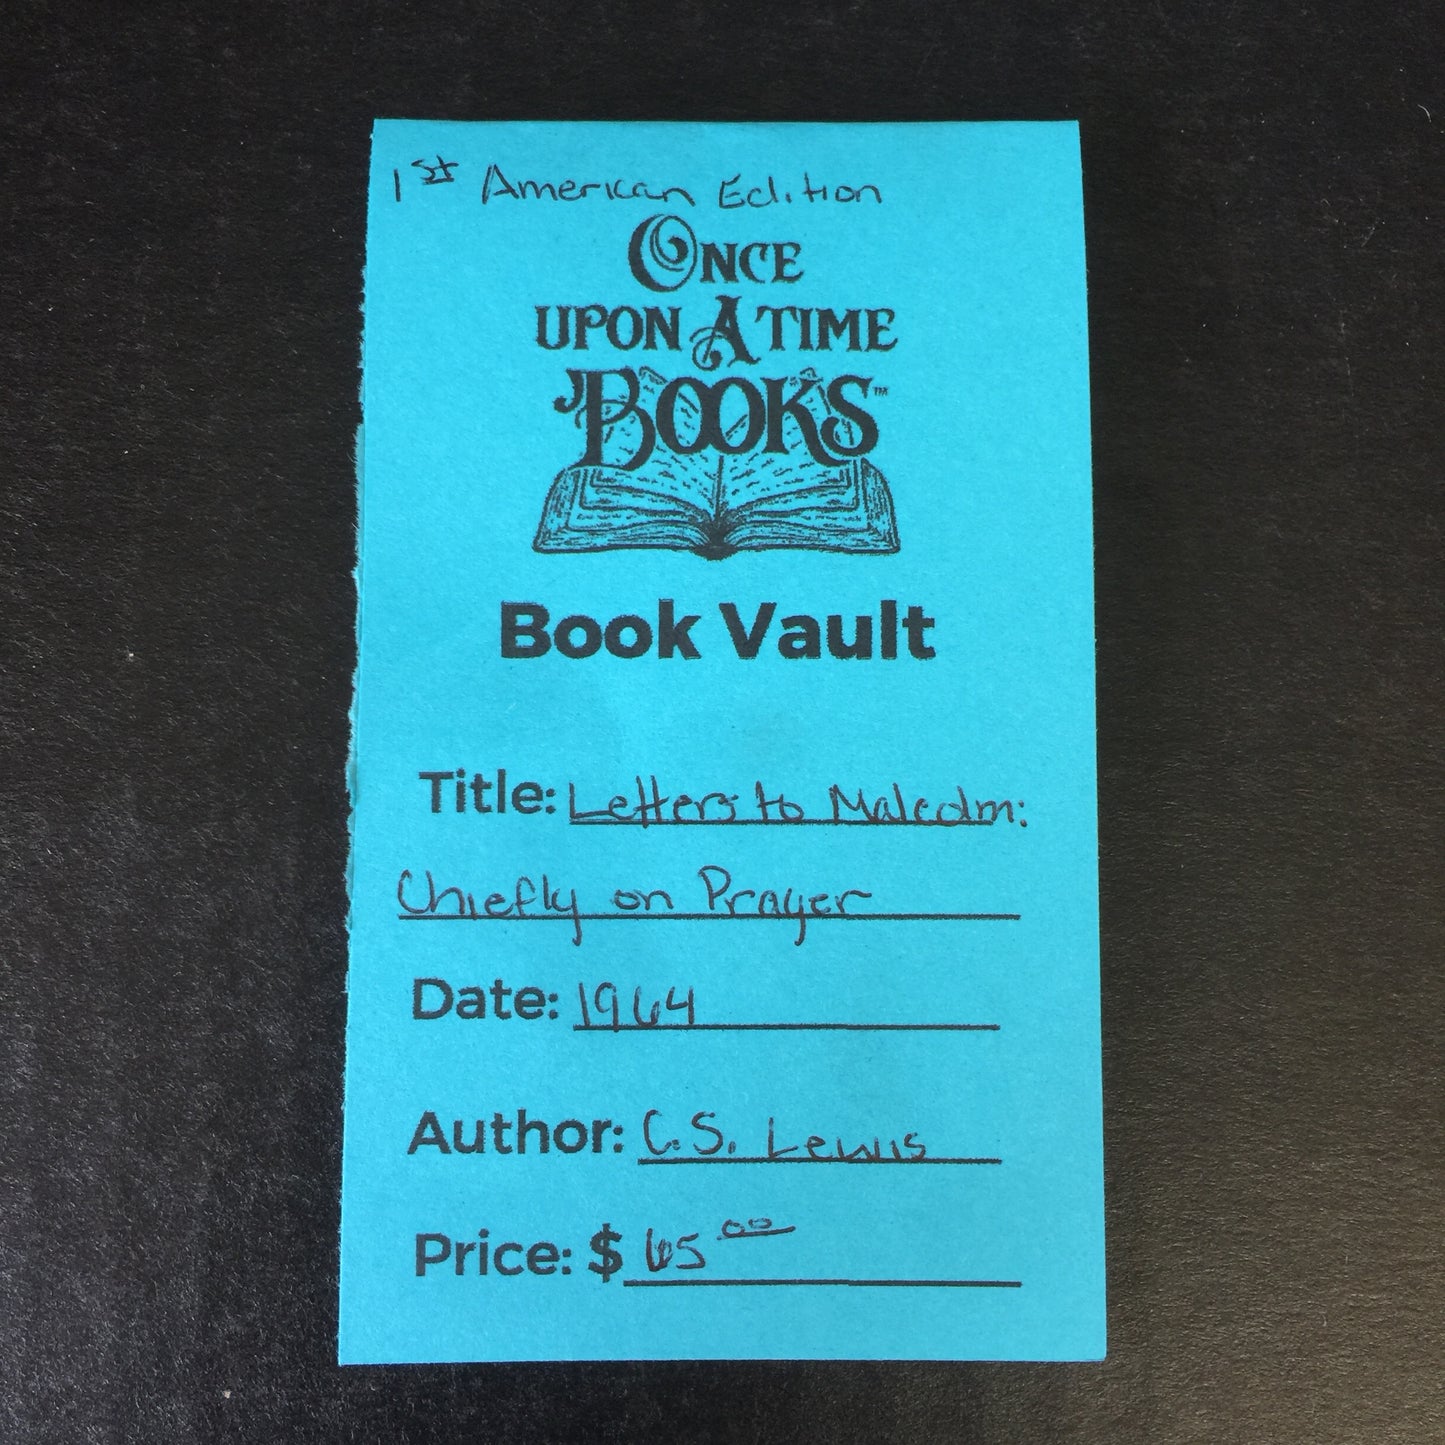 1st American Edition
ONCE
UPON A TIME
BOOKS™
Book Vault
Title: Letters to Malcolm:
Chiefly on Prayer
Date: 1964
Author: C.S. Lewis
Price: $65.00